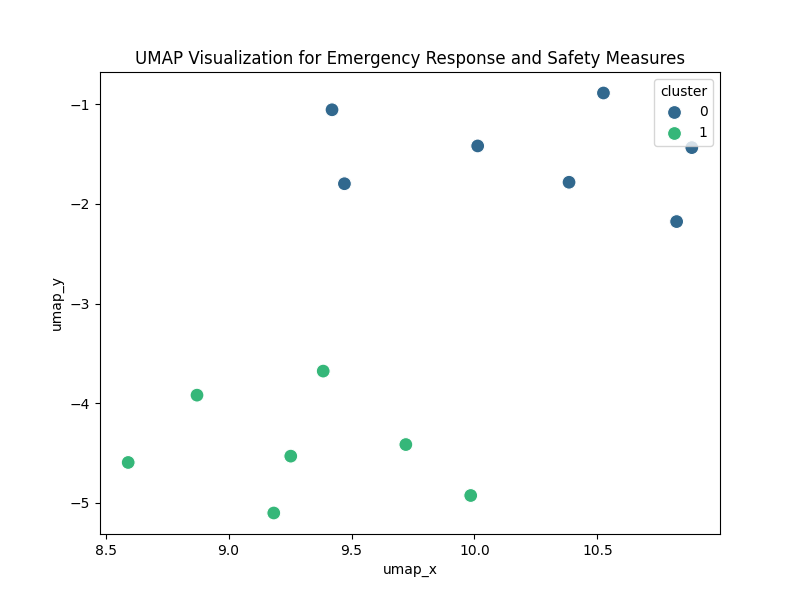 UMAP Visualization for Emergency Response and Safety Measures
cluster
0
1
−1
−2
−3
−4
−5
umap_y
8.5 9.0 9.5 10.0 10.5
umap_x